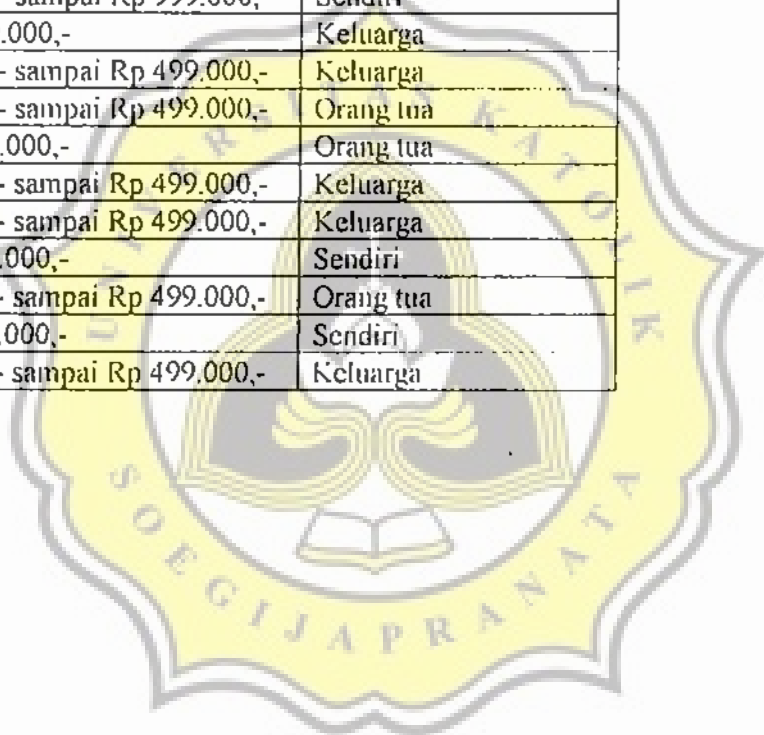 - sampai Rp 999.000,- Sendiri
.000,- Keluarga
- sampai Rp 499.000,- Keluarga
- sampai Rp 499.000,- Orang tua
.000,- Orang tua
- sampai Rp 499.000,- Keluarga
- sampai Rp 499.000,- Keluarga
.000,- Sendiri
- sampai Rp 499.000,- Orang tua
.000,- Sendiri
- sampai Rp 499.000,- Keluarga
UNIVERSITAS KATOLIK
SOEGIJAPRANATA